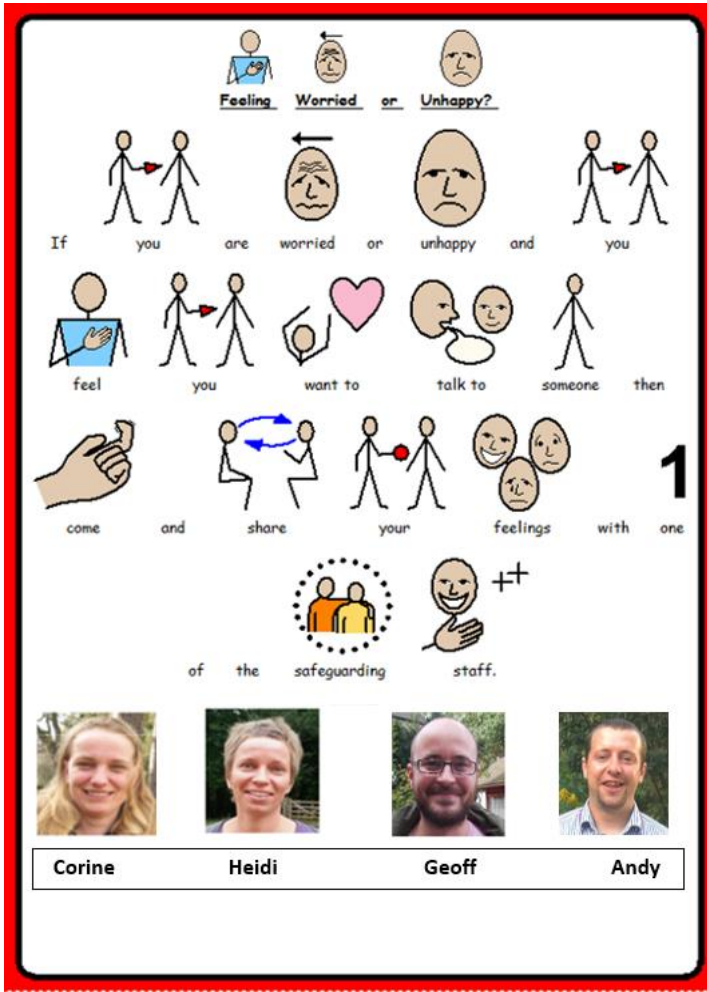 Feeling Worried or Unhappy?
If you are worried or unhappy and you
feel you want to talk to someone then
1
come and share your feelings with one
of the safeguarding staff.
Corine Heidi Geoff Andy